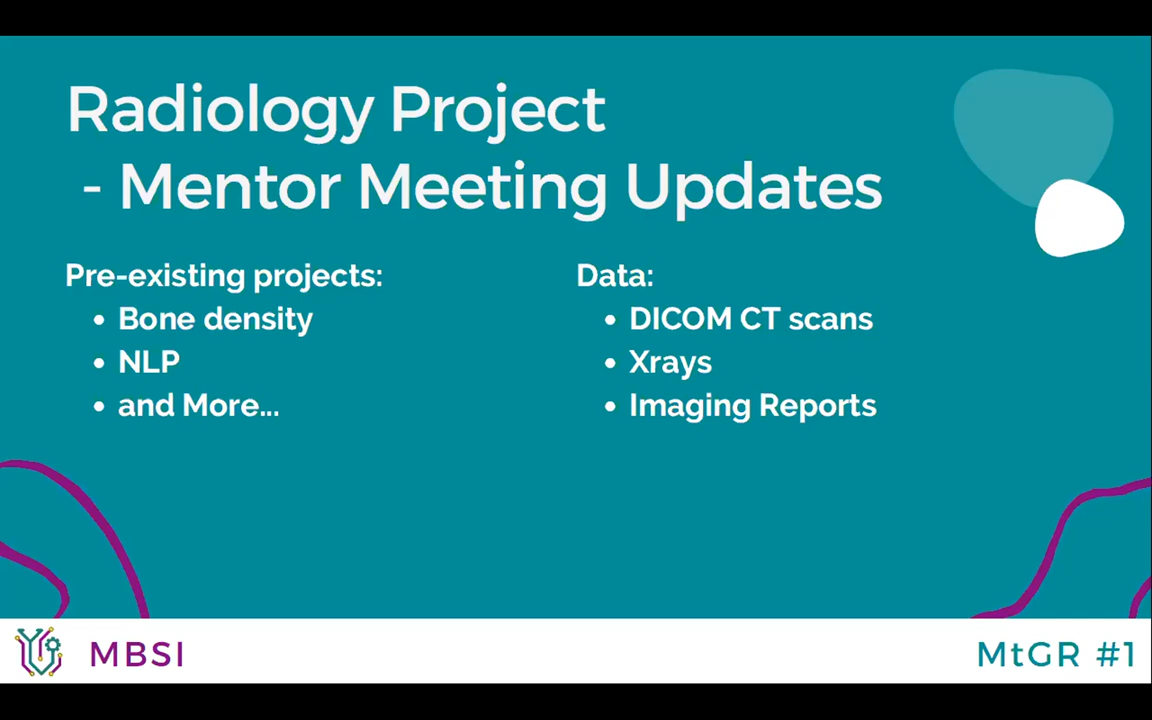 Radiology Project
- Mentor Meeting Updates
Pre-existing projects:
• Bone density
• NLP
• and More...
Data:
• DICOM CT scans
• Xrays
• Imaging Reports
MBSI
MtGR #1